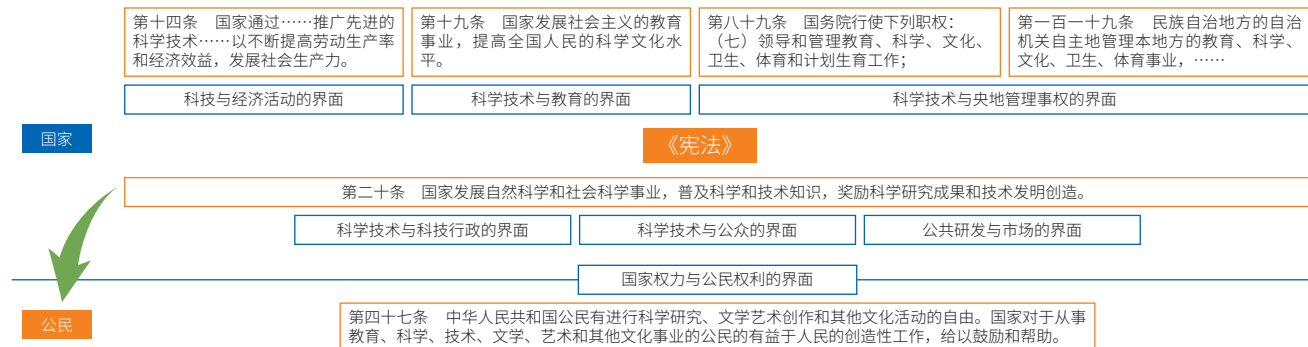 第十四条　国家通过……推广先进的
科学技术……以不断提高劳动生产率
和经济效益，发展社会生产力。
第十九条　国家发展社会主义的教育
事业，提高全国人民的科学文化水
平。
第八十九条　国务院行使下列职权：
（七）领导和管理教育、科学、文化、
卫生、体育和计划生育工作；
第一百一十九条　民族自治地方的自治
机关自主地管理本地方的教育、科学、
文化、卫生、体育事业，……
科技与经济活动的界面
科学技术与教育的界面
科学技术与央地管理事权的界面
国家
《宪法》
第二十条　国家发展自然科学和社会科学事业，普及科学和技术知识，奖励科学研究成果和技术发明创造。
科学技术与科技行政的界面
科学技术与公众的界面
公共研发与市场的界面
国家权力与公民权利的界面
公民
第四十七条　中华人民共和国公民有进行科学研究、文学艺术创作和其他文化活动的自由。国家对于从事
教育、科学、技术、文学、艺术和其他文化事业的公民的有益于人民的创造性工作，给以鼓励和帮助。